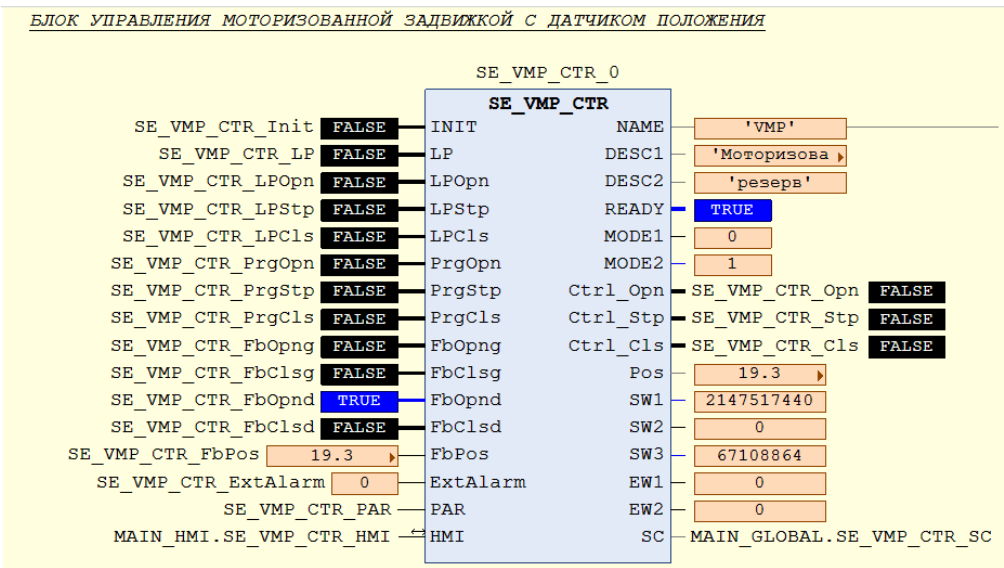 БЛОК УПРАВЛЕНИЯ МОТОРИЗОВАННОЙ ЗАДВИЖКОЙ С ДАТЧИКОМ ПОЛОЖЕНИЯ
SE_VMP_CTR_0
SE_VMP_CTR
SE_VMP_CTR_Init FALSE INIT NAME 'VMP'
SE_VMP_CTR_LP FALSE LP DESC1 'Моторизова
SE_VMP_CTR_LPOpn FALSE LPOpn DESC2 'резерв'
SE_VMP_CTR_LPStp FALSE LPStp READY TRUE
SE_VMP_CTR_LPCls FALSE LPCls MODE1 0
SE_VMP_CTR_PrgOpn FALSE PrgOpn MODE2 1
SE_VMP_CTR_PrgStp FALSE PrgStp Ctrl_Opn SE_VMP_CTR_Opn FALSE
SE_VMP_CTR_PrgCls FALSE PrgCls Ctrl_Stp SE_VMP_CTR_Stp FALSE
SE_VMP_CTR_FbOpng FALSE FbOpng Ctrl_Cls SE_VMP_CTR_Cls FALSE
SE_VMP_CTR_FbClsg FALSE FbClsg Pos 19.3
SE_VMP_CTR_FbOpnd TRUE FbOpnd SW1 2147517440
SE_VMP_CTR_FbClsd FALSE FbClsd SW2 0
SE_VMP_CTR_FbPos 19.3 FbPos SW3 67108864
SE_VMP_CTR_ExtAlarm 0 ExtAlarm EW1 0
SE_VMP_CTR_PAR PAR EW2 0
MAIN_HMI.SE_VMP_CTR_HMI HMI SC MAIN_GLOBAL.SE_VMP_CTR_SC